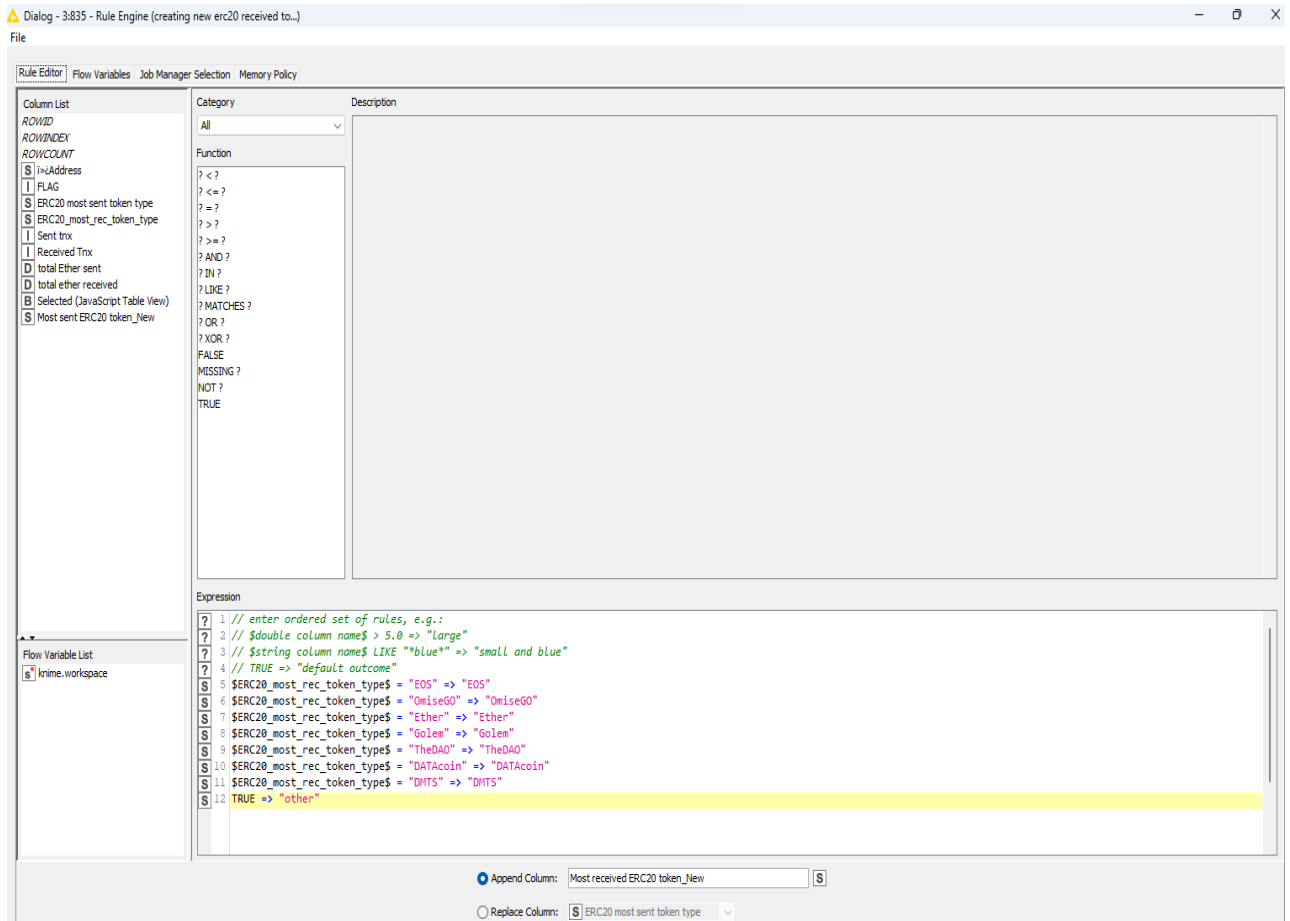 Dialog - 3:835 - Rule Engine (creating new erc20 received to...)
File
Rule Editor Flow Variables Job Manager Selection Memory Policy
Column List
ROWID
ROWINDEX
ROWCOUNT
S ï»¿Address
I FLAG
S ERC20 most sent token type
S ERC20_most_rec_token_type
I Sent tnx
I Received Tnx
D total Ether sent
D total ether received
B Selected (JavaScript Table View)
S Most sent ERC20 token_New
Flow Variable List
s knime.workspace
Category
All
Function
? < ?
? <= ?
? = ?
? > ?
? >= ?
? AND ?
? IN ?
? LIKE ?
? MATCHES ?
? OR ?
? XOR ?
FALSE
MISSING ?
NOT ?
TRUE
Description
Expression
? 1 // enter ordered set of rules, e.g.:
? 2 // $double column name$ > 5.0 => "large"
? 3 // $string column name$ LIKE "*blue*" => "small and blue"
? 4 // TRUE => "default outcome"
S 5 $ERC20_most_rec_token_type$ = "EOS" => "EOS"
S 6 $ERC20_most_rec_token_type$ = "OmiseGO" => "OmiseGO"
S 7 $ERC20_most_rec_token_type$ = "Ether" => "Ether"
S 8 $ERC20_most_rec_token_type$ = "Golem" => "Golem"
S 9 $ERC20_most_rec_token_type$ = "TheDAO" => "TheDAO"
S 10 $ERC20_most_rec_token_type$ = "DATAcoin" => "DATAcoin"
S 11 $ERC20_most_rec_token_type$ = "DMTS" => "DMTS"
S 12 TRUE => "other"
Append Column: Most received ERC20 token_New S
Replace Column: S ERC20 most sent token type